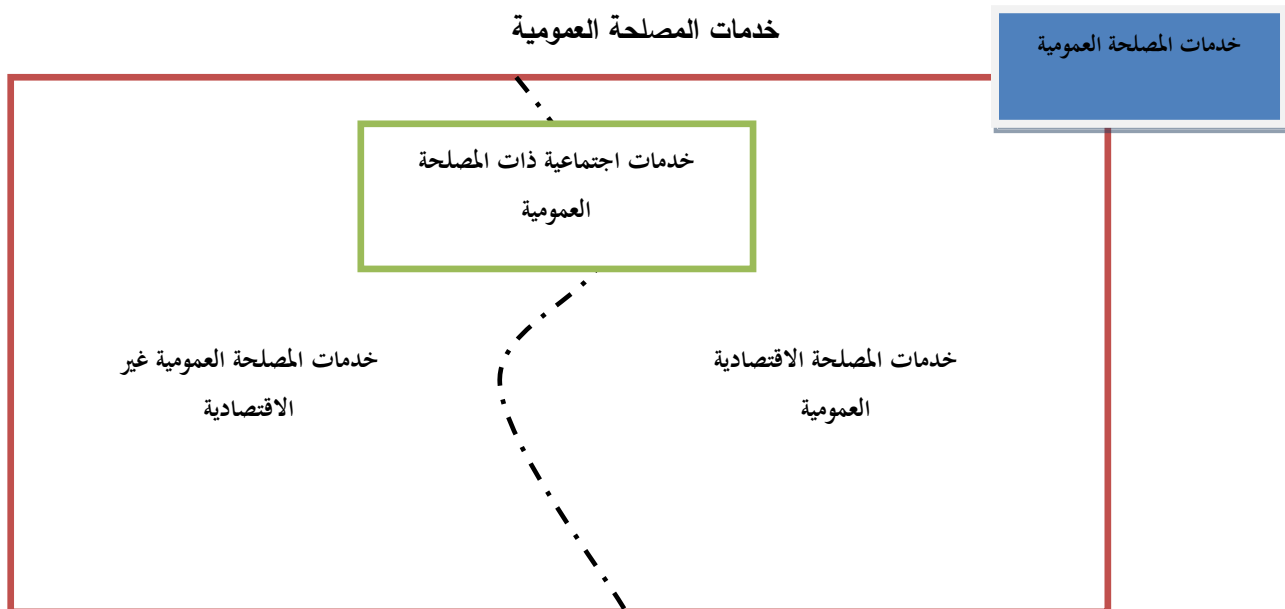 خدمات المصلحة العمومية
خدمات المصلحة العمومية
خدمات اجتماعية ذات المصلحة
العمومية
خدمات المصلحة الاقتصادية
العمومية
خدمات المصلحة العمومية غير
الاقتصادية